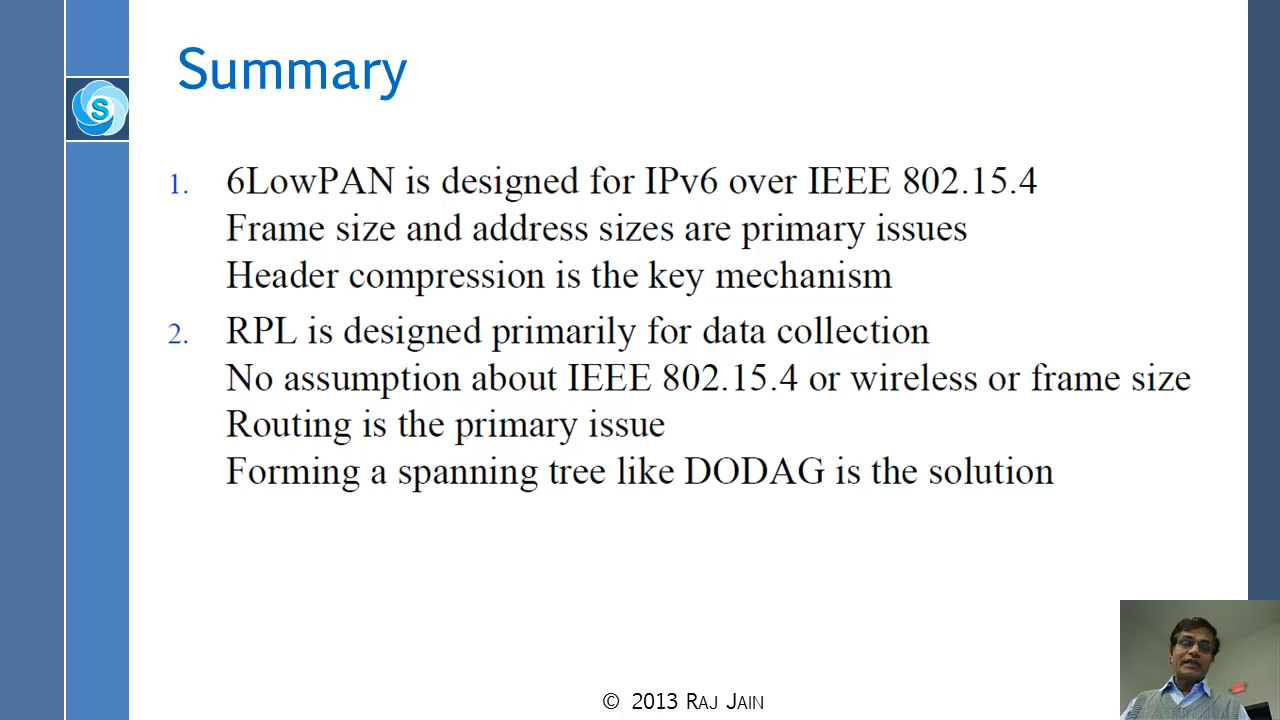 Summary
S
1. 6LowPAN is designed for IPv6 over IEEE 802.15.4
Frame size and address sizes are primary issues
Header compression is the key mechanism
2. RPL is designed primarily for data collection
No assumption about IEEE 802.15.4 or wireless or frame size
Routing is the primary issue
Forming a spanning tree like DODAG is the solution
© 2013 RAJ JAIN